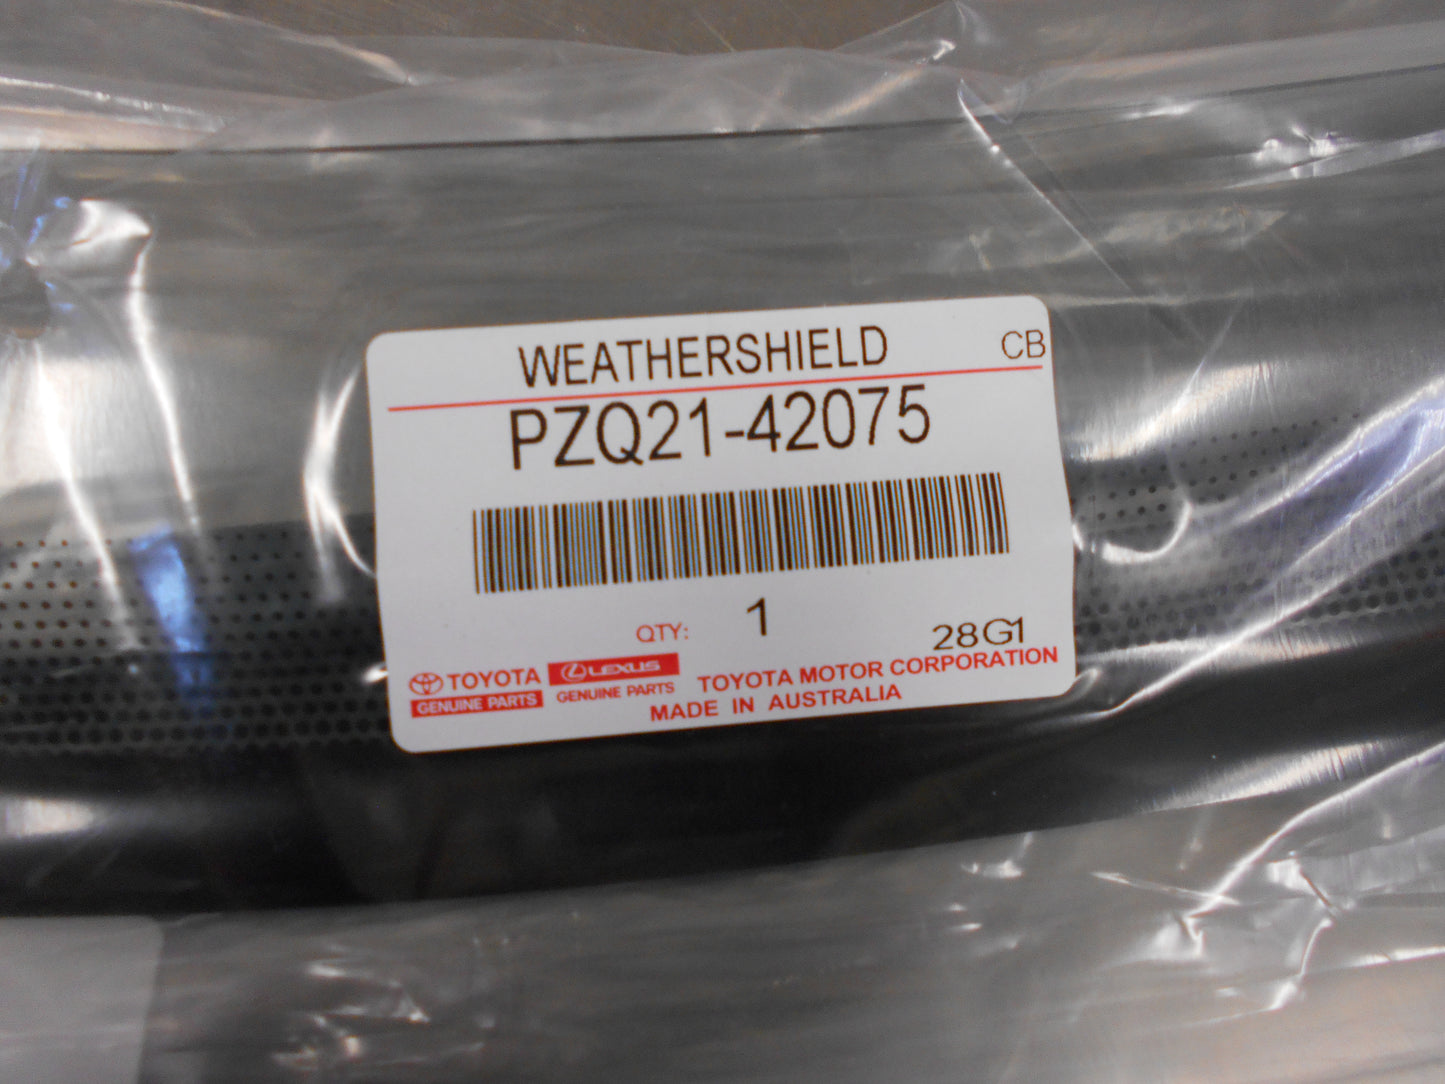 WEATHERSHIELD CB
PZQ21-42075
QTY: 1
28G1
TOYOTA LEXUS TOYOTA MOTOR CORPORATION
GENUINE PARTS GENUINE PARTS MADE IN AUSTRALIA